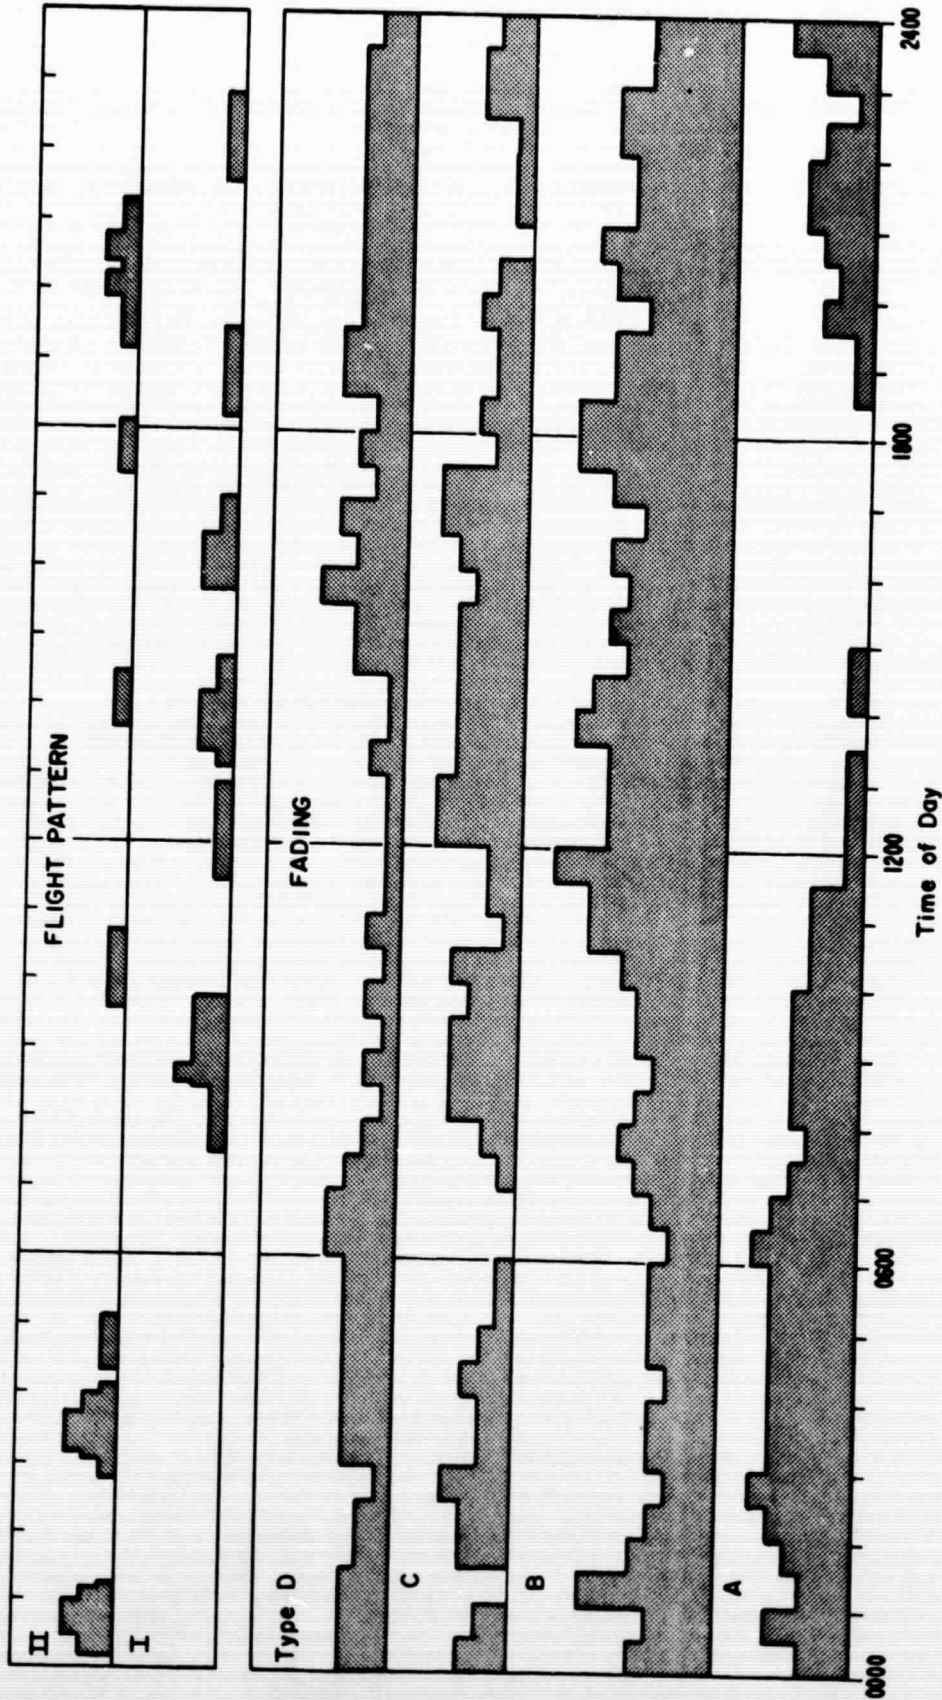 FLIGHT PATTERN
II
I
FADING
Type D
C
B
A
0000
0600
1200
1800
2400
Time of Day